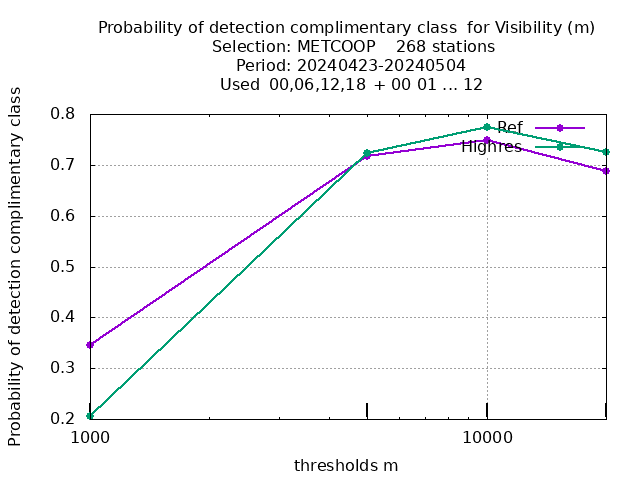 Probability of detection complimentary class  for Visibility (m)
Selection: METCOOP    268 stations
Period: 20240423-20240504
Used  00,06,12,18  + 00 01 ... 12
Probability of detection complimentary class
0.8
0.7
0.6
0.5
0.4
0.3
0.2
Ref
Highres
1000
10000
thresholds m